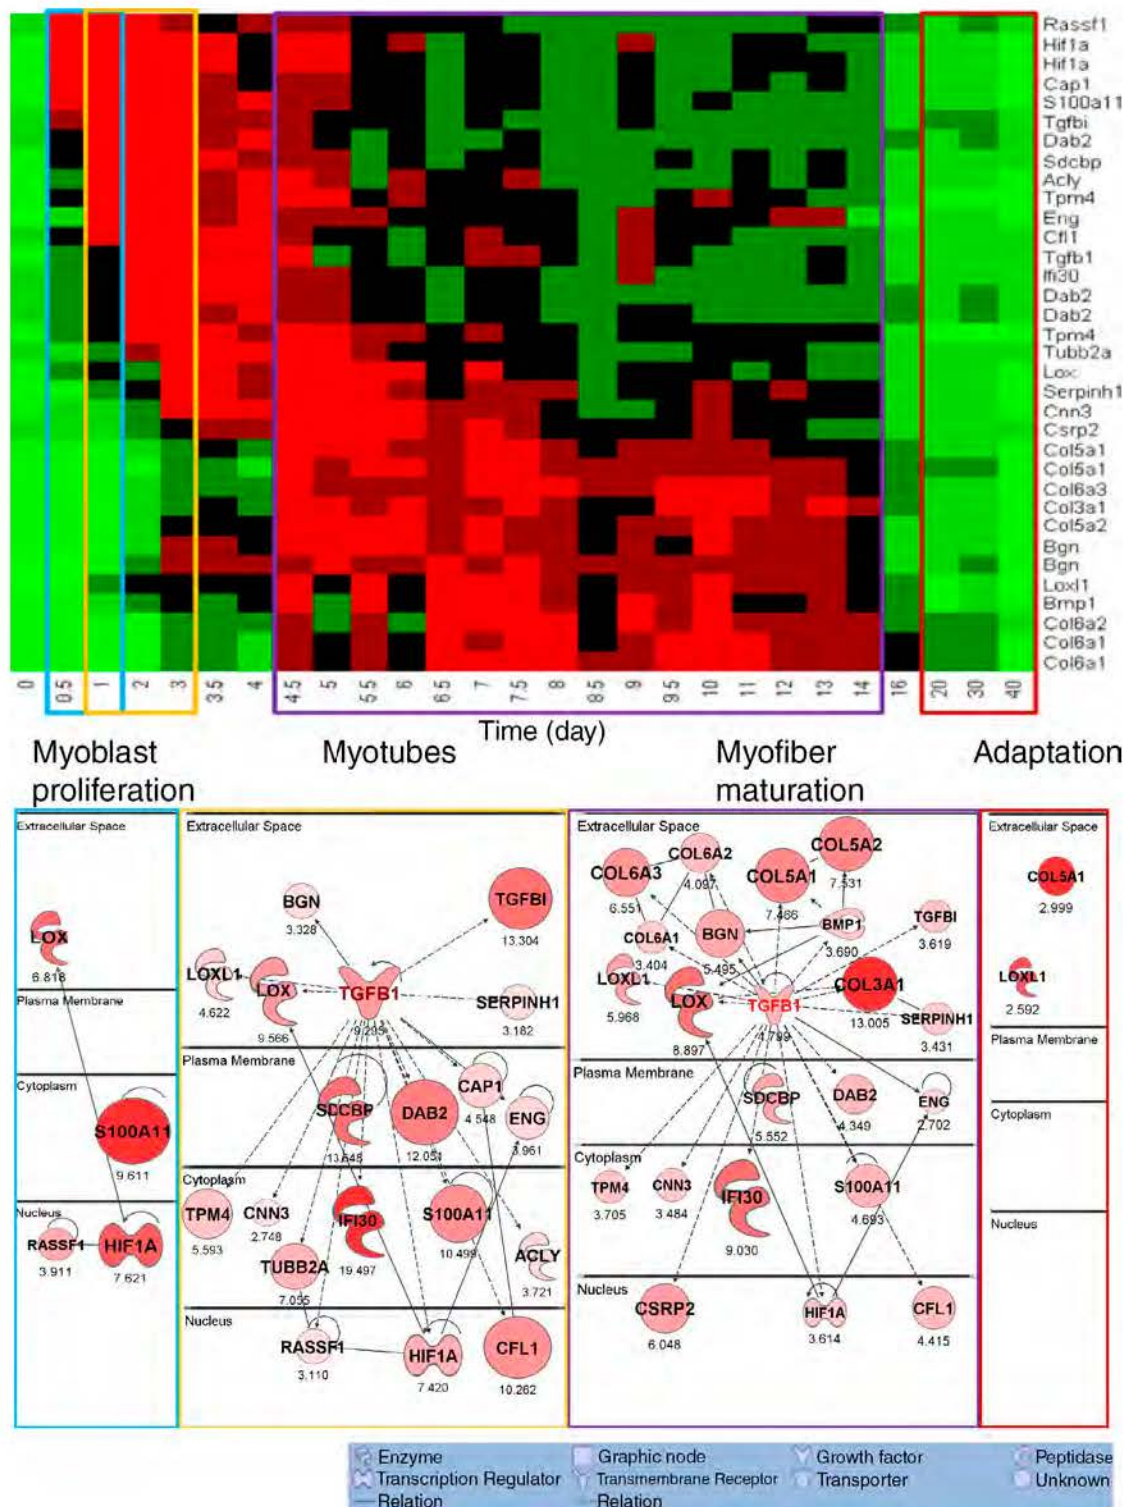 Rassf1
Hif1a
Hif1a
Cap1
S100a11
Tgfbi
Dab2
Sdcbp
Acly
Tpm4
Eng
Cfl1
Tgfb1
Ifi30
Dab2
Dab2
Tpm4
Tubb2a
Lox
Serpinh1
Cnn3
Csrp2
Col5a1
Col5a1
Col6a3
Col3a1
Col5a2
Bgn
Bgn
Loxl1
Bmp1
Col6a2
Col6a1
Col6a1
0 0.5 1 2 3 3.5 4 4.5 5 5.5 6 6.5 7 7.5 8 8.5 9 9.5 10 11 12 13 14 16 20 30 40
Time (day)
Myoblast proliferation
Myotubes
Myofiber maturation
Adaptation
Extracellular Space
LOX
6.818
Plasma Membrane
Cytoplasm
S100A11
9.611
Nucleus
RASSF1
3.911
HIF1A
7.621
Extracellular Space
BGN
3.328
TGFBI
13.304
LOXL1
4.622
LOX
9.566
TGFB1
9.295
SERPINH1
3.182
Plasma Membrane
SDCBP
13.648
DAB2
12.051
CAP1
4.548
ENG
3.961
Cytoplasm
TPM4
5.593
CNN3
2.748
IFI30
19.497
S100A11
10.499
TUBB2A
7.055
ACLY
3.721
Nucleus
RASSF1
3.110
HIF1A
7.420
CFL1
10.262
Extracellular Space
COL6A3
6.551
COL6A2
4.097
COL5A1
7.466
COL5A2
7.531
COL6A1
3.404
BGN
5.495
BMP1
3.690
TGFBI
3.619
LOXL1
5.968
LOX
8.897
TGFB1
4.799
COL3A1
13.005
SERPINH1
3.431
Plasma Membrane
SDCBP
5.552
DAB2
4.349
ENG
2.702
Cytoplasm
TPM4
3.705
CNN3
3.484
IFI30
9.030
S100A11
4.693
Nucleus
CSRP2
6.048
HIF1A
3.614
CFL1
4.415
Extracellular Space
COL5A1
2.999
LOXL1
2.592
Plasma Membrane
Cytoplasm
Nucleus
Enzyme Graphic node Growth factor Peptidase
Transcription Regulator Transmembrane Receptor Transporter Unknown
Relation Relation